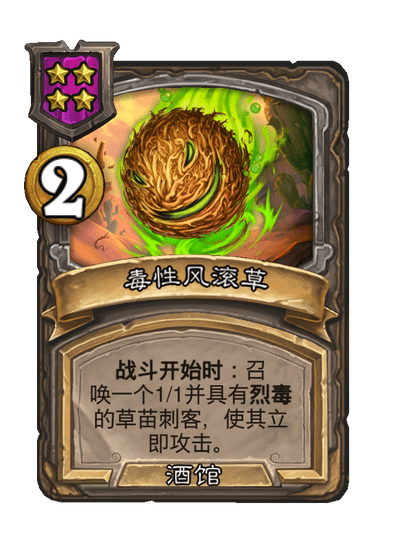 2
毒性风滚草
战斗开始时：召
唤一个1/1并具有烈毒
的草苗刺客，使其立
即攻击。
酒馆